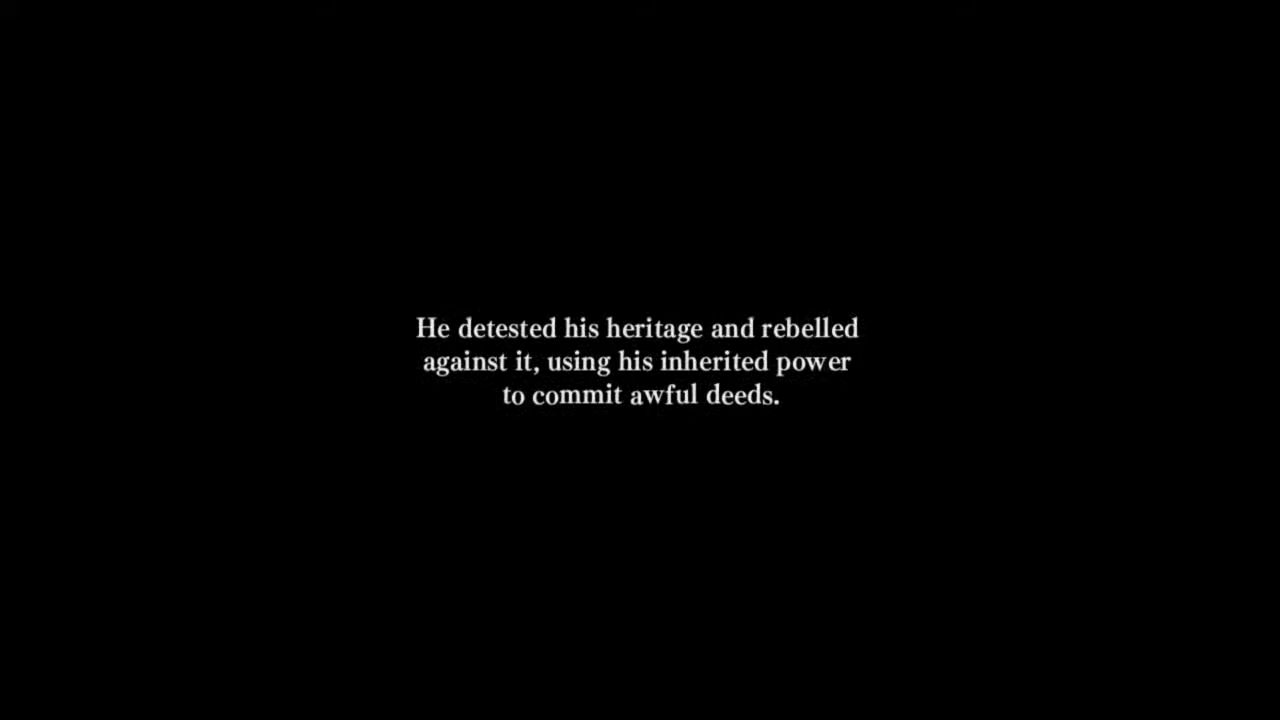 He detested his heritage and rebelled
against it, using his inherited power
to commit awful deeds.